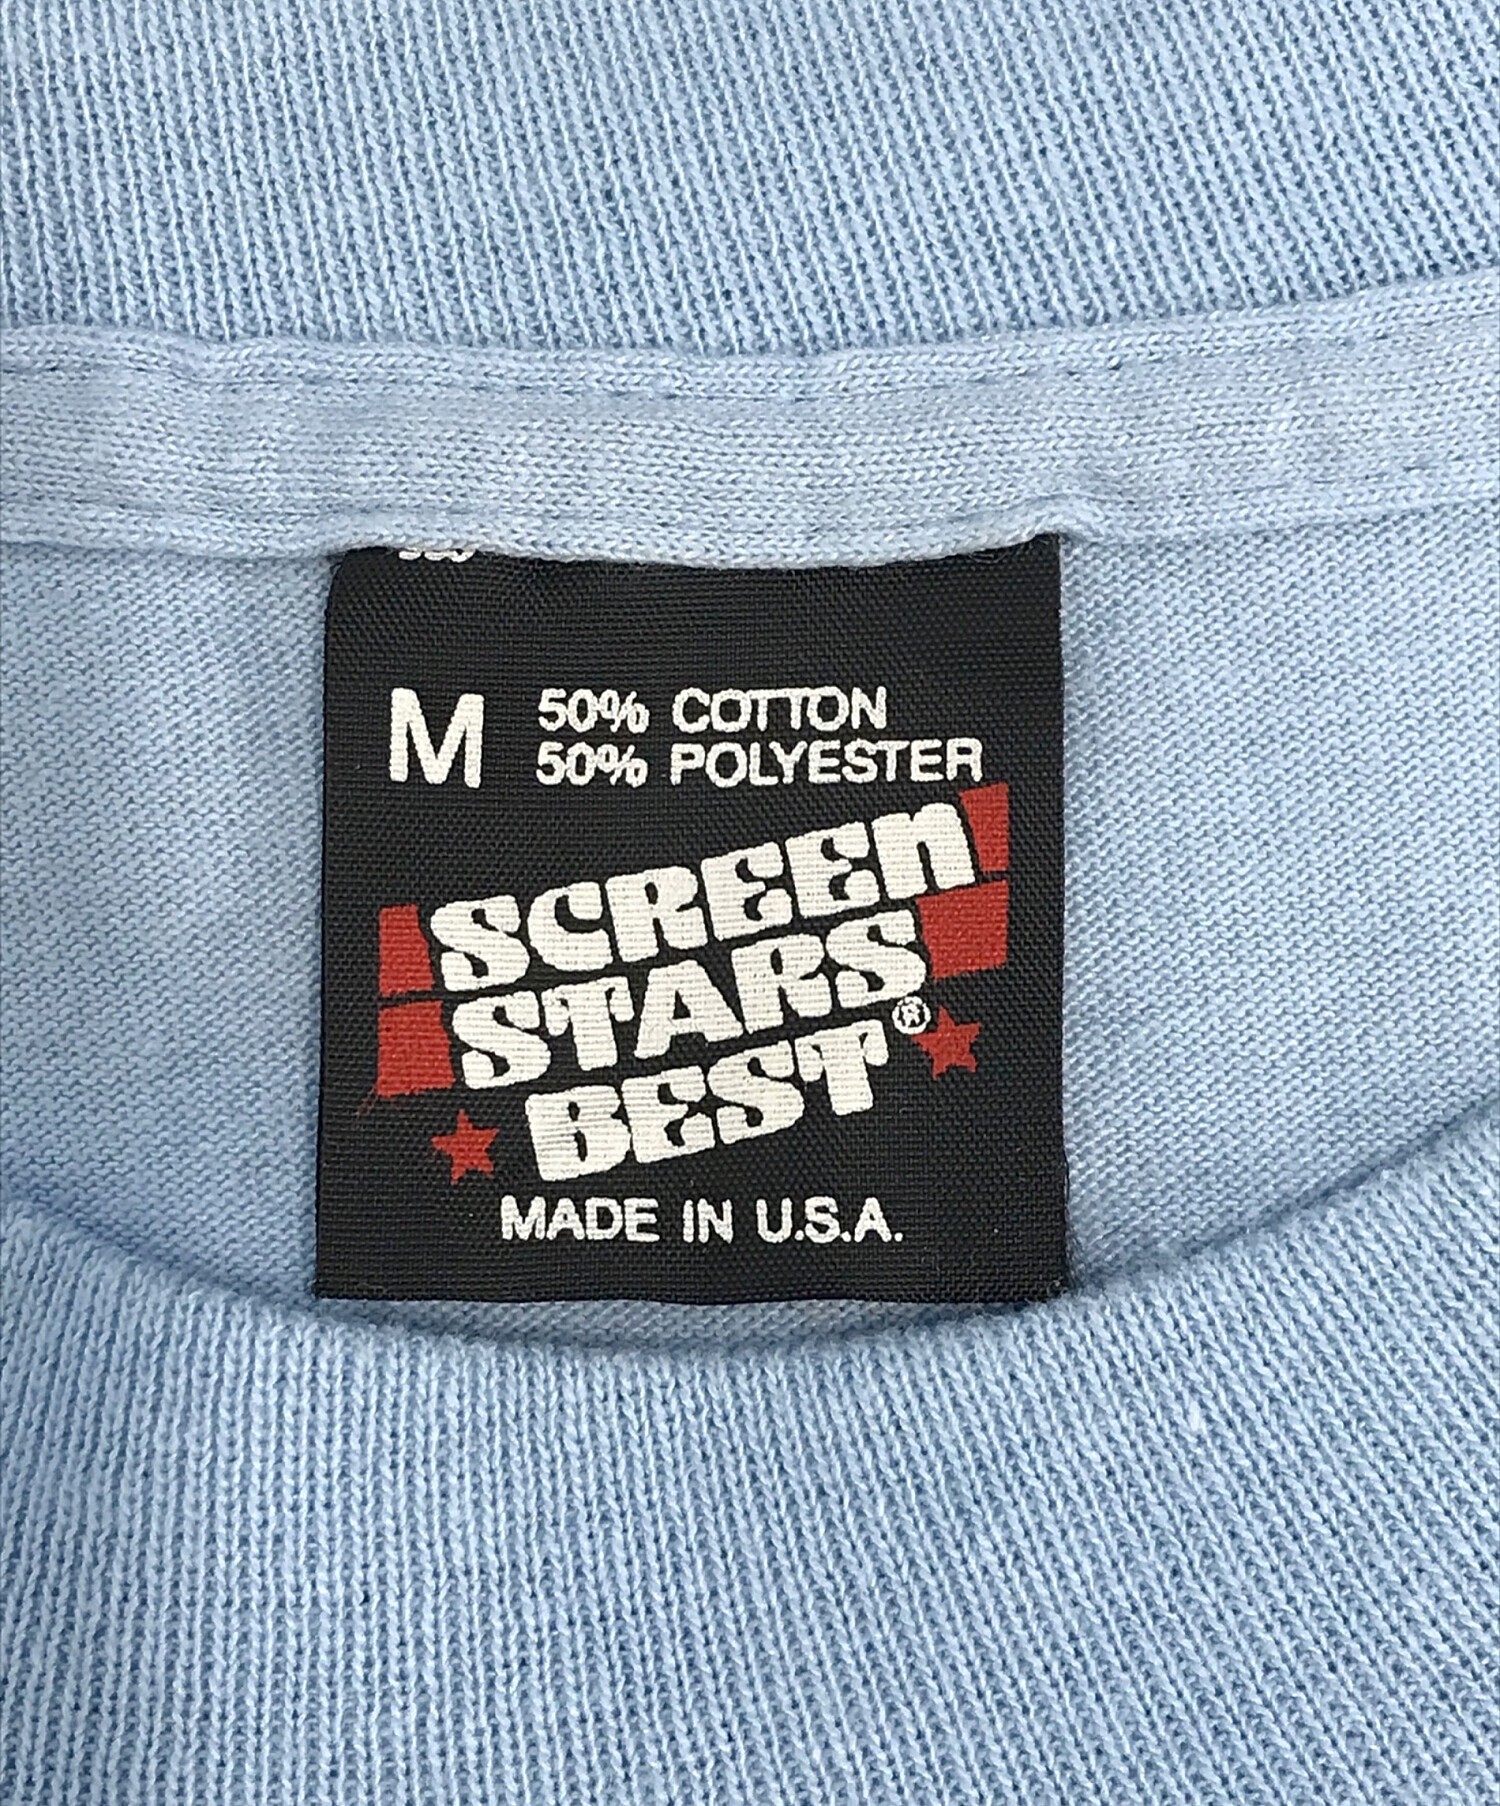 M 50% COTTON
50% POLYESTER
SCREEN
STARS
BEST®
MADE IN U.S.A.